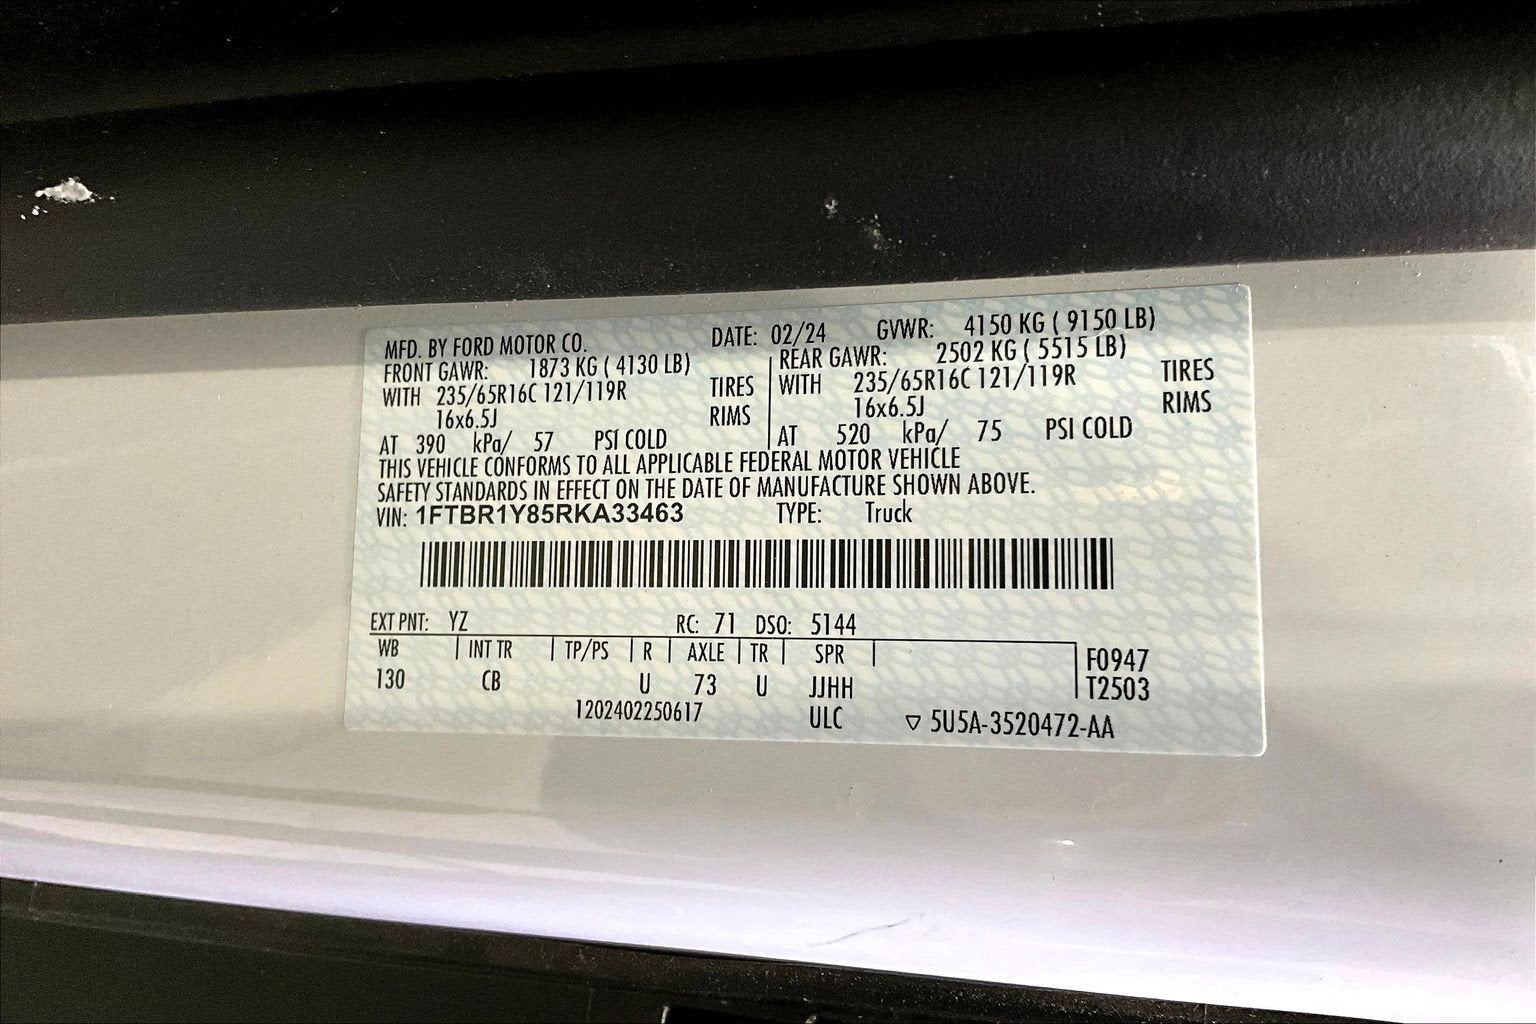 MFD. BY FORD MOTOR CO. DATE: 02/24 GVWR: 4150 KG ( 9150 LB)
FRONT GAWR: 1873 KG ( 4130 LB) REAR GAWR: 2502 KG ( 5515 LB)
WITH 235/65R16C 121/119R TIRES WITH 235/65R16C 121/119R TIRES
16x6.5J RIMS 16x6.5J RIMS
AT 390 kPa/ 57 PSI COLD AT 520 kPa/ 75 PSI COLD
THIS VEHICLE CONFORMS TO ALL APPLICABLE FEDERAL MOTOR VEHICLE
SAFETY STANDARDS IN EFFECT ON THE DATE OF MANUFACTURE SHOWN ABOVE.
VIN: 1FTBR1Y85RKA33463 TYPE: Truck
EXT PNT: YZ RC: 71 DSO: 5144
WB INT TR TP/PS R AXLE TR SPR F0947
130 CB U 73 U JJHH T2503
1202402250617 ULC ▽ 5U5A-3520472-AA